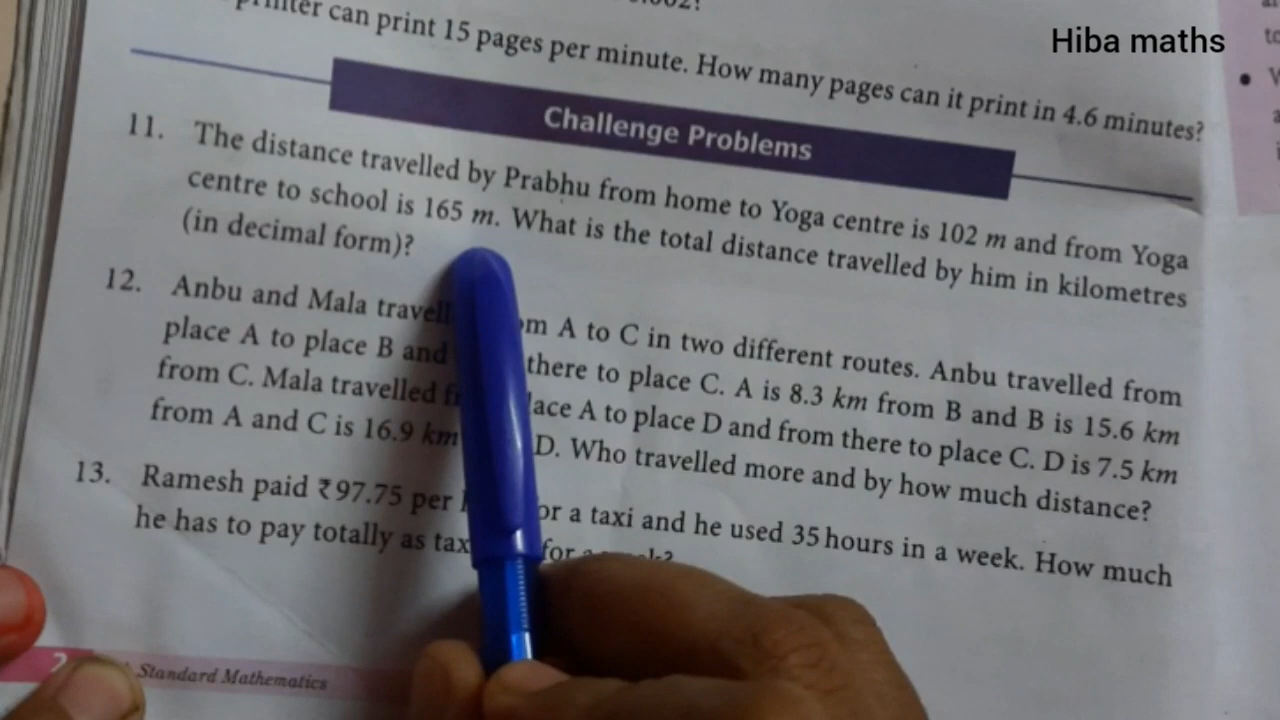 can print 15 pages per minute. How many pages can it print in 4.6 minutes?
Hiba maths
Challenge Problems
11. The distance travelled by Prabhu from home to Yoga centre is 102 m and from Yoga
centre to school is 165 m. What is the total distance travelled by him in kilometres
(in decimal form)?
12. Anbu and Mala A to C in two different routes. Anbu travelled from
place A to place B and there to place C. A is 8.3 km from B and B is 15.6 km
from C. Mala travelled A to place D and from there to place C. D is 7.5 km
from A and C is 16.9 km D. Who travelled more and by how much distance?
13. Ramesh paid ₹97.75 per for a taxi and he used 35 hours in a week. How much
he has to pay totally as for
Standard Mathematics